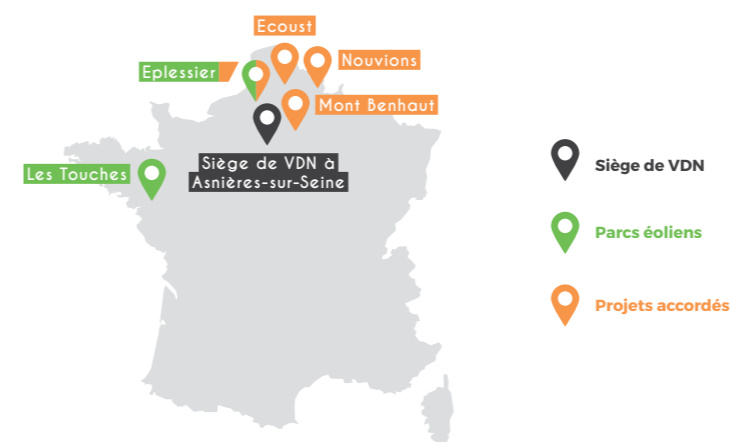 Ecoust
Nouvions
Eplessier
Mont Benhaut
Siège de VDN à
Asnières-sur-Seine
Les Touches
Siège de VDN
Parcs éoliens
Projets accordés